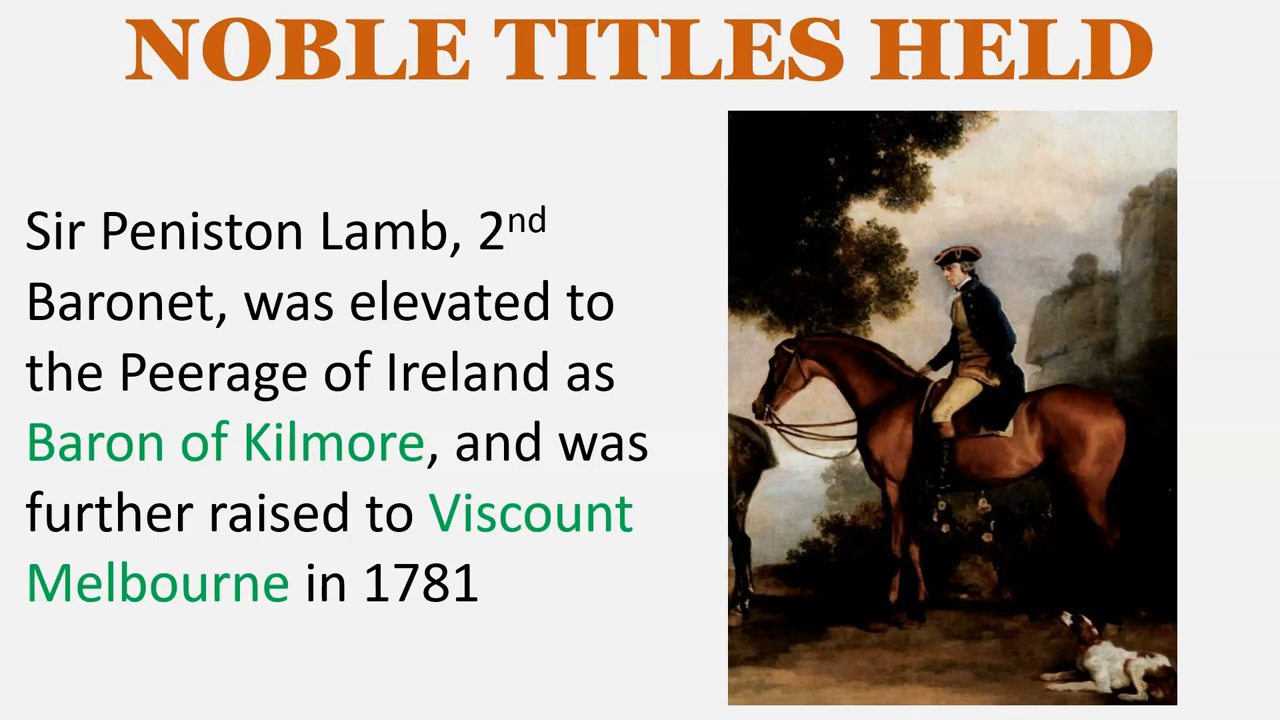 NOBLE TITLES HELD
Sir Peniston Lamb, 2nd
Baronet, was elevated to
the Peerage of Ireland as
Baron of Kilmore, and was
further raised to Viscount
Melbourne in 1781